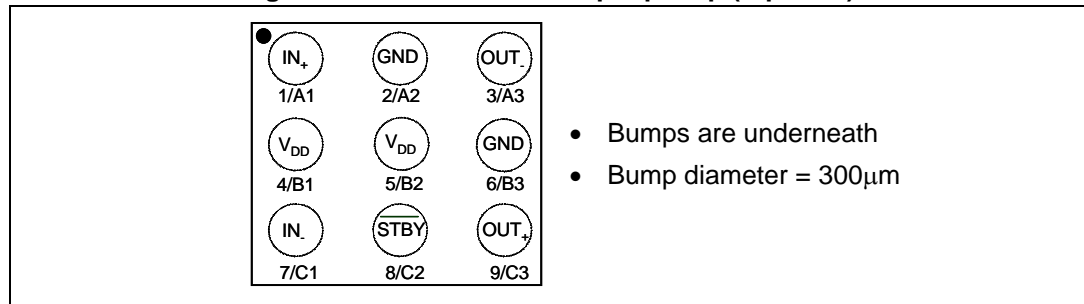 IN+ GND OUT-
1/A1 2/A2 3/A3
VDD VDD GND
4/B1 5/B2 6/B3
IN- STBY OUT+
7/C1 8/C2 9/C3
• Bumps are underneath
• Bump diameter = 300μm